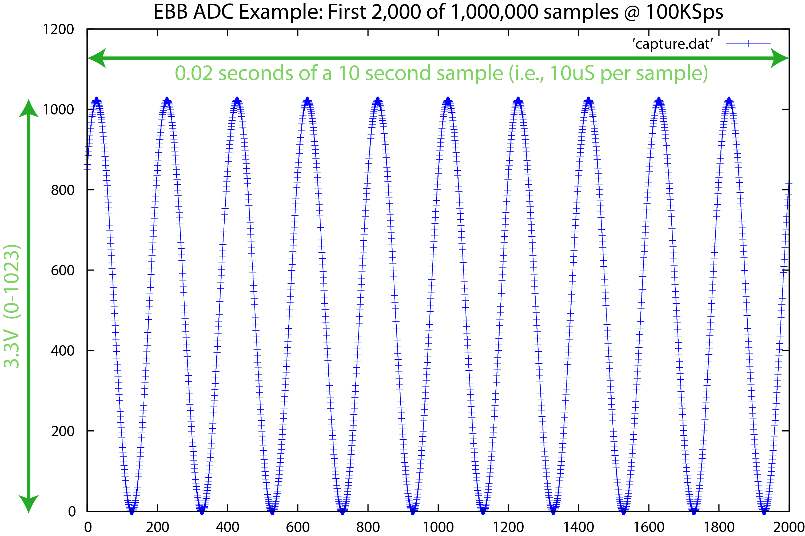 EBB ADC Example: First 2,000 of 1,000,000 samples @ 100KSps
1200
'capture.dat'
0.02 seconds of a 10 second sample (i.e., 10uS per sample)
1000
800
600
400
200
0
3.3V (0-1023)
0 200 400 600 800 1000 1200 1400 1600 1800 2000